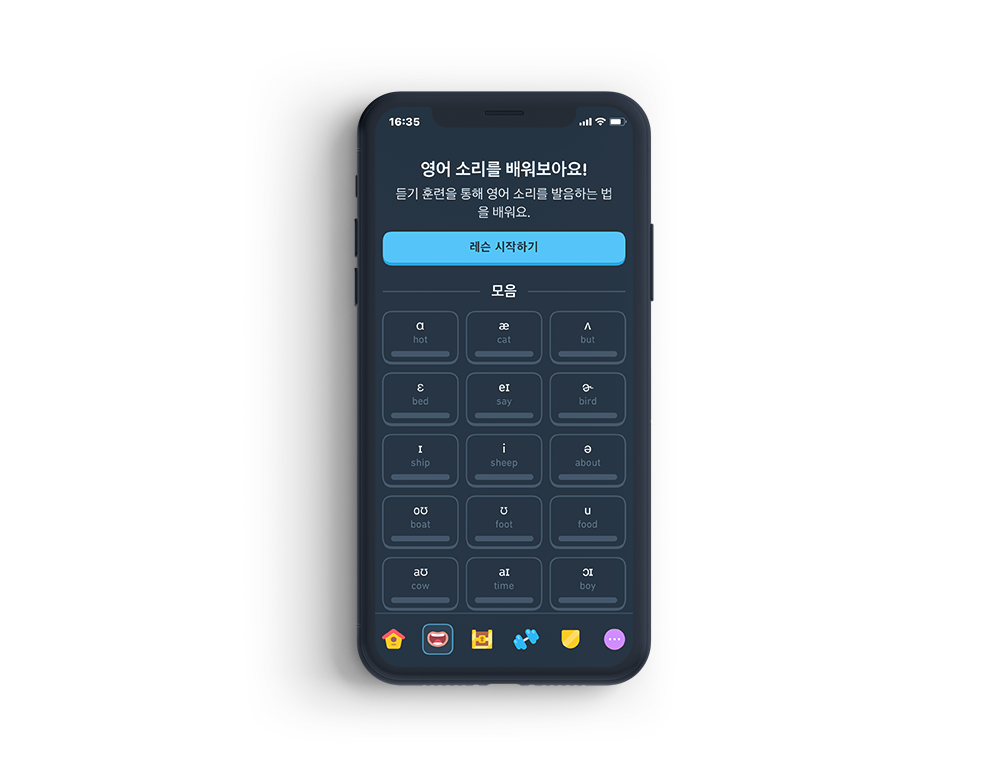 16:35
영어 소리를 배워보아요!
듣기 훈련을 통해 영어 소리를 발음하는 법
을 배워요.
레슨 시작하기
모음
ɑ æ ʌ
hot cat but
ɛ eɪ ɚ
bed say bird
ɪ i ə
ship sheep about
oʊ ʊ u
boat foot food
aʊ aɪ ɔɪ
cow time boy